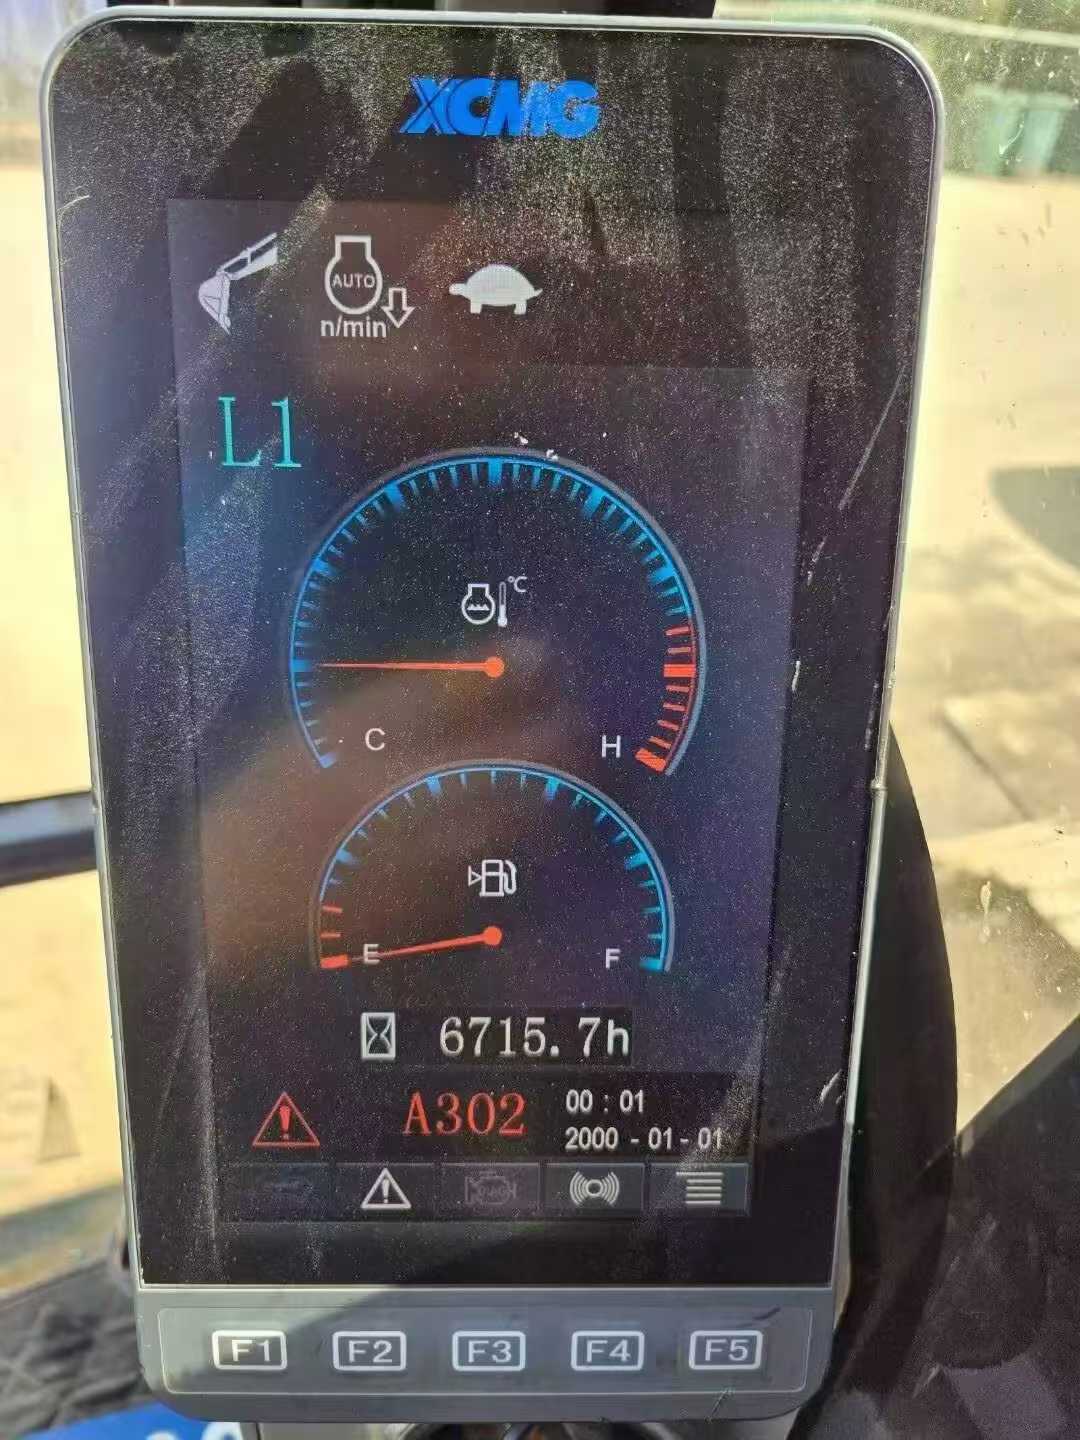 XCMG
AUTO
n/min
L1
°C
C
H
E
F
6715.7h
A302
00 : 01
2000 - 01 - 01
F1 F2 F3 F4 F5